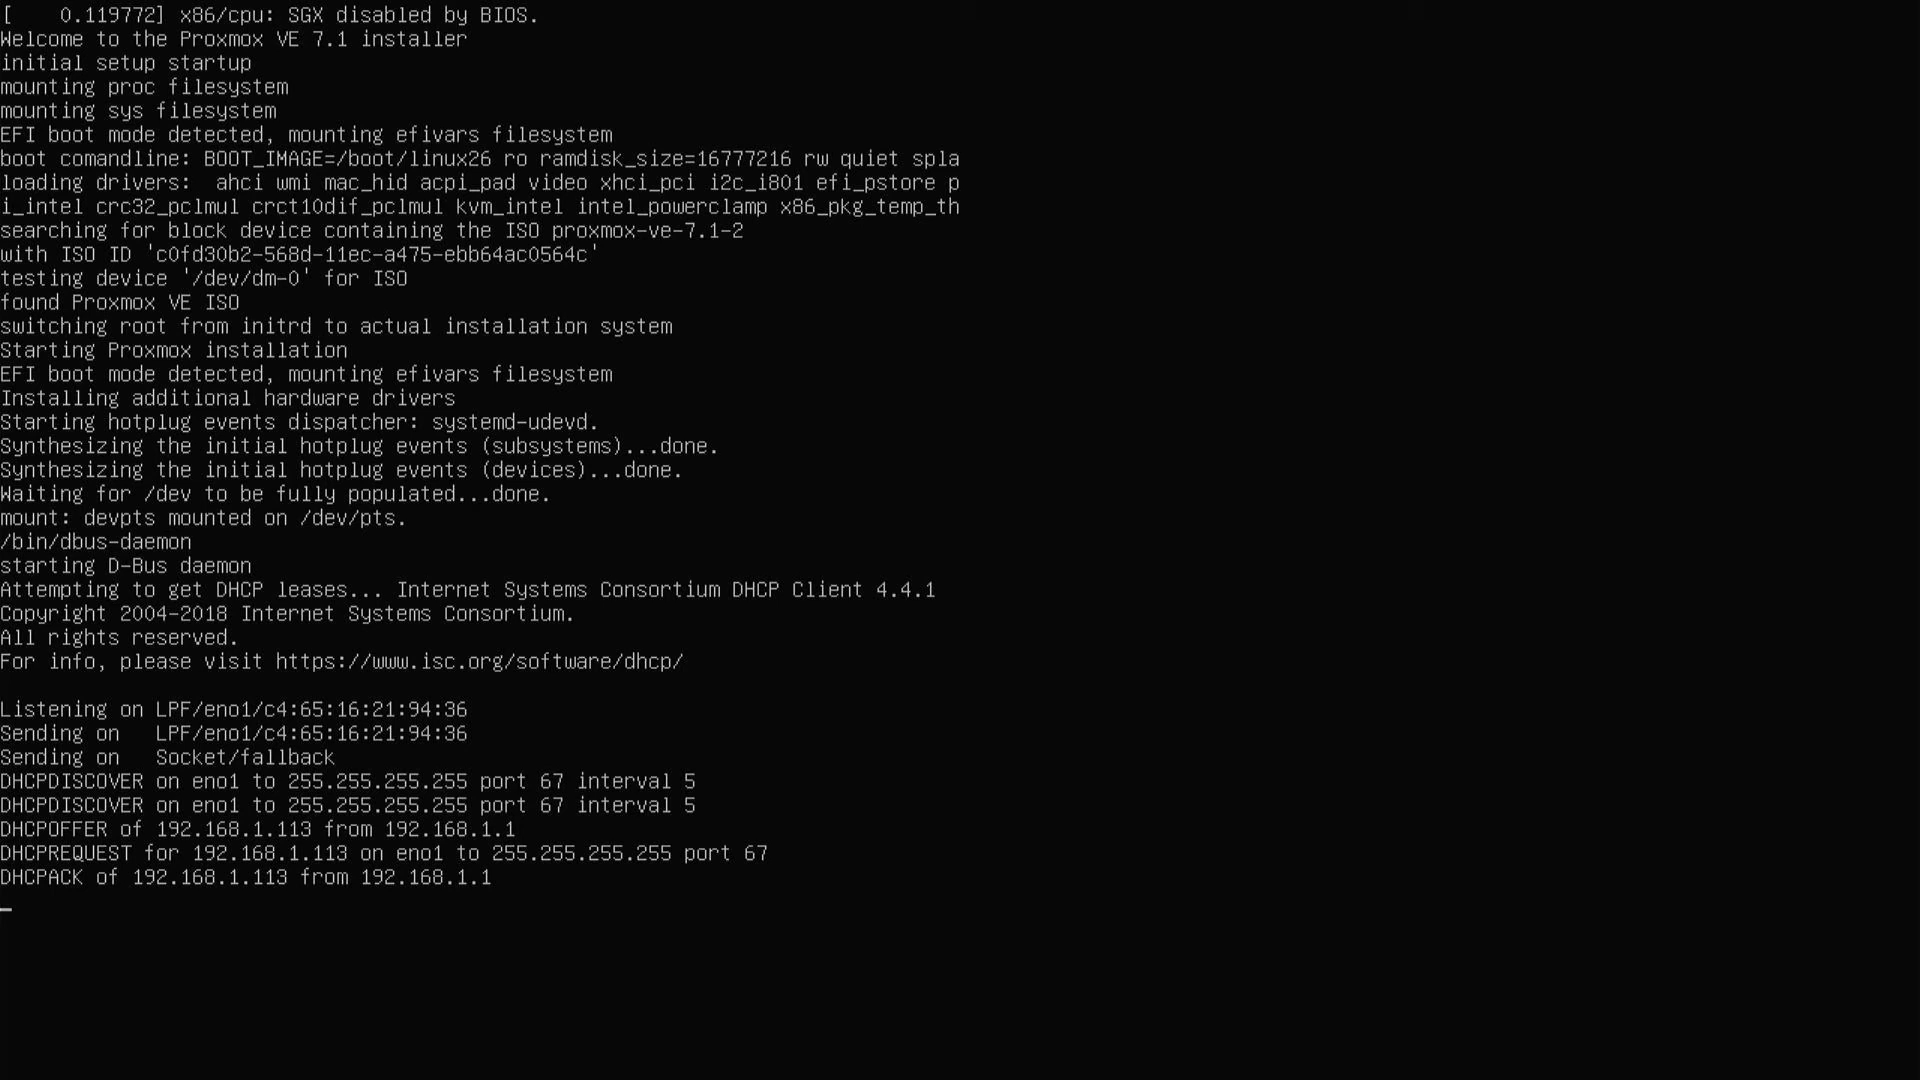 [    0.119772] x86/cpu: SGX disabled by BIOS.
Welcome to the Proxmox VE 7.1 installer
initial setup startup
mounting proc filesystem
mounting sys filesystem
EFI boot mode detected, mounting efivars filesystem
boot comandline: BOOT_IMAGE=/boot/linux26 ro ramdisk_size=16777216 rw quiet spla
loading drivers:  ahci wmi mac_hid acpi_pad video xhci_pci i2c_i801 efi_pstore p
i_intel crc32_pclmul crct10dif_pclmul kvm_intel intel_powerclamp x86_pkg_temp_th
searching for block device containing the ISO proxmox-ve-7.1-2
with ISO ID 'c0fd30b2-568d-11ec-a475-ebb64ac0564c'
testing device '/dev/dm-0' for ISO
found Proxmox VE ISO
switching root from initrd to actual installation system
Starting Proxmox installation
EFI boot mode detected, mounting efivars filesystem
Installing additional hardware drivers
Starting hotplug events dispatcher: systemd-udevd.
Synthesizing the initial hotplug events (subsystems)...done.
Synthesizing the initial hotplug events (devices)...done.
Waiting for /dev to be fully populated...done.
mount: devpts mounted on /dev/pts.
/bin/dbus-daemon
starting D-Bus daemon
Attempting to get DHCP leases... Internet Systems Consortium DHCP Client 4.4.1
Copyright 2004-2018 Internet Systems Consortium.
All rights reserved.
For info, please visit https://www.isc.org/software/dhcp/

Listening on LPF/eno1/c4:65:16:21:94:36
Sending on   LPF/eno1/c4:65:16:21:94:36
Sending on   Socket/fallback
DHCPDISCOVER on eno1 to 255.255.255.255 port 67 interval 5
DHCPDISCOVER on eno1 to 255.255.255.255 port 67 interval 5
DHCPOFFER of 192.168.1.113 from 192.168.1.1
DHCPREQUEST for 192.168.1.113 on eno1 to 255.255.255.255 port 67
DHCPACK of 192.168.1.113 from 192.168.1.1